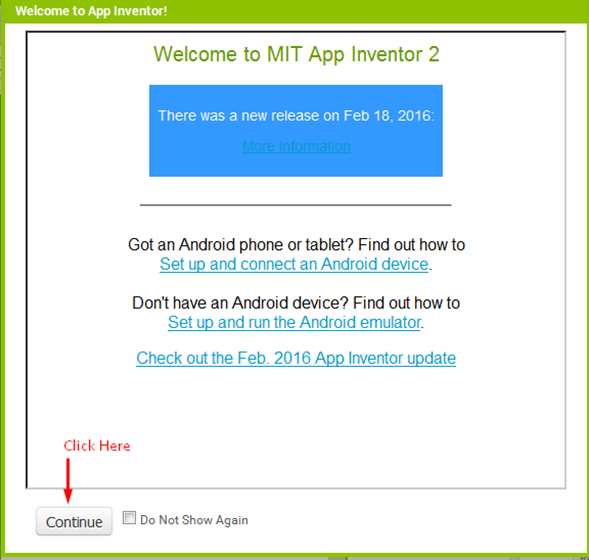 Welcome to App Inventor!
Welcome to MIT App Inventor 2
There was a new release on Feb 18, 2016:
More Information
Got an Android phone or tablet? Find out how to
Set up and connect an Android device.
Don't have an Android device? Find out how to
Set up and run the Android emulator.
Check out the Feb. 2016 App Inventor update
Click Here
Continue
Do Not Show Again